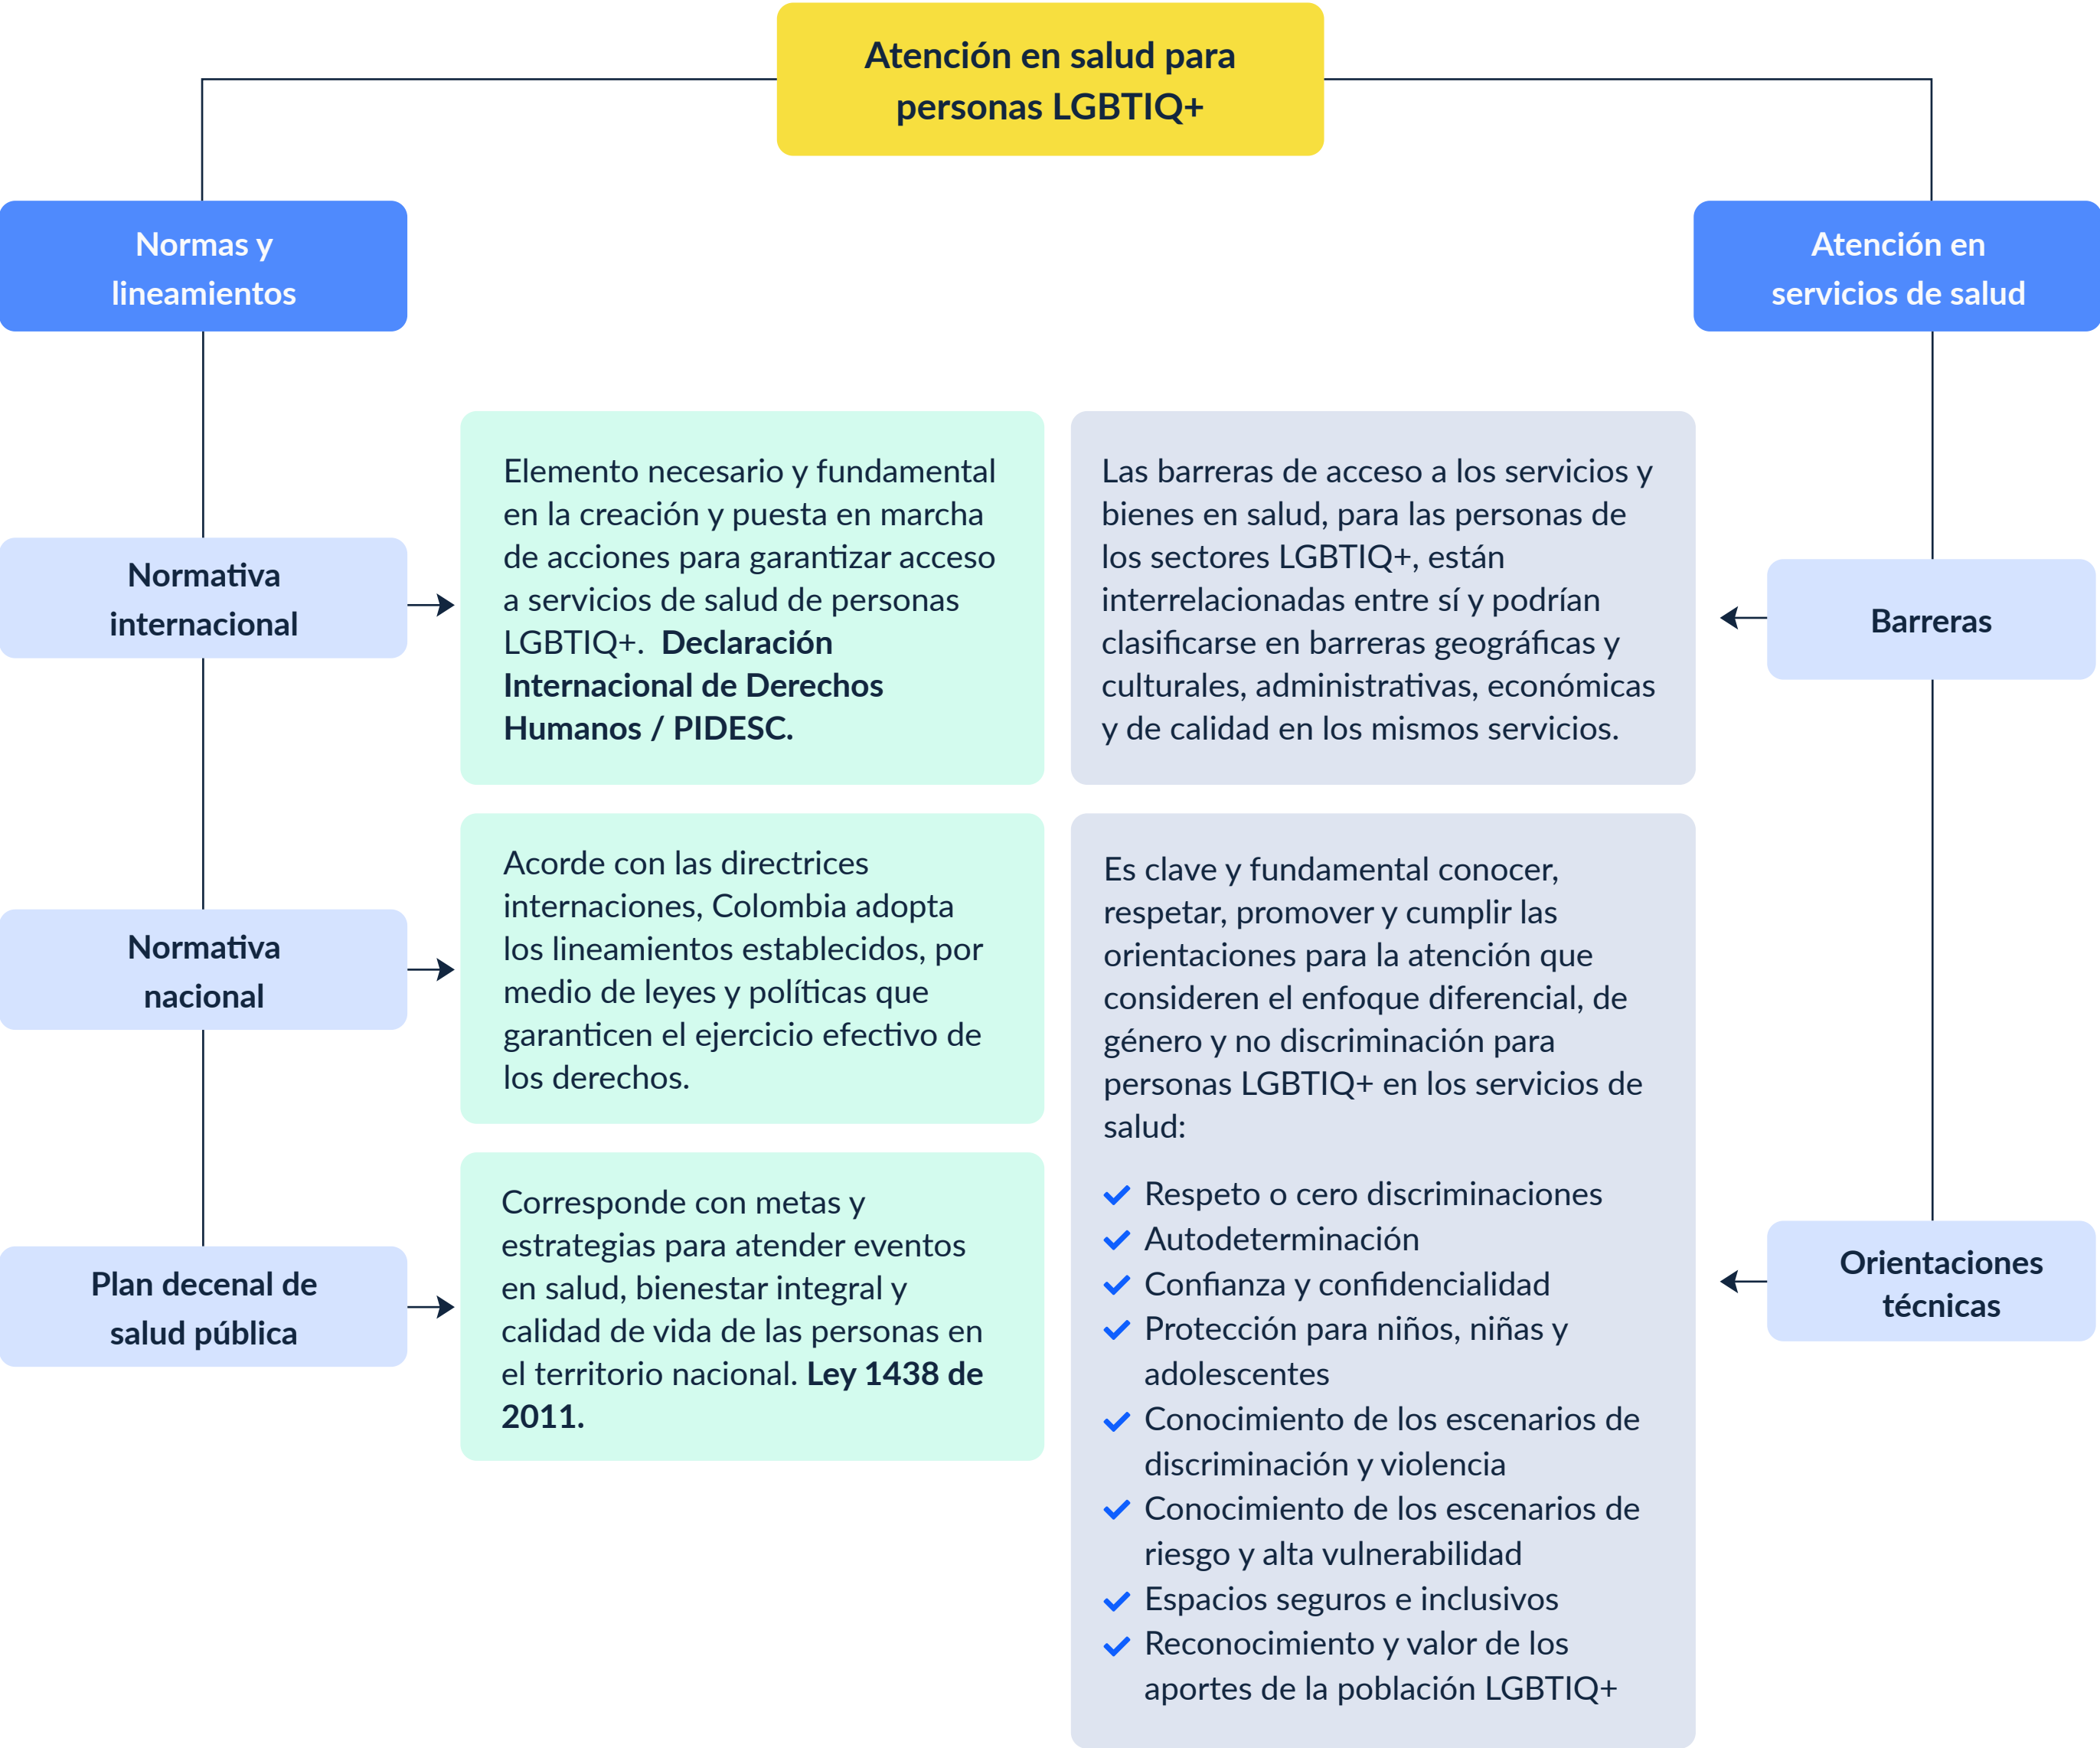 Atención en salud para
personas LGBTIQ+
Normas y
lineamientos
Normativa
internacional
Elemento necesario y fundamental
en la creación y puesta en marcha
de acciones para garantizar acceso
a servicios de salud de personas
LGBTIQ+. Declaración
Internacional de Derechos
Humanos / PIDESC.
Normativa
nacional
Acorde con las directrices
internaciones, Colombia adopta
los lineamientos establecidos, por
medio de leyes y políticas que
garanticen el ejercicio efectivo de
los derechos.
Plan decenal de
salud pública
Corresponde con metas y
estrategias para atender eventos
en salud, bienestar integral y
calidad de vida de las personas en
el territorio nacional. Ley 1438 de
2011.
Atención en
servicios de salud
Barreras
Las barreras de acceso a los servicios y
bienes en salud, para las personas de
los sectores LGBTIQ+, están
interrelacionadas entre sí y podrían
clasificarse en barreras geográficas y
culturales, administrativas, económicas
y de calidad en los mismos servicios.
Orientaciones
técnicas
Es clave y fundamental conocer,
respetar, promover y cumplir las
orientaciones para la atención que
consideren el enfoque diferencial, de
género y no discriminación para
personas LGBTIQ+ en los servicios de
salud:
Respeto o cero discriminaciones
Autodeterminación
Confianza y confidencialidad
Protección para niños, niñas y
adolescentes
Conocimiento de los escenarios de
discriminación y violencia
Conocimiento de los escenarios de
riesgo y alta vulnerabilidad
Espacios seguros e inclusivos
Reconocimiento y valor de los
aportes de la población LGBTIQ+